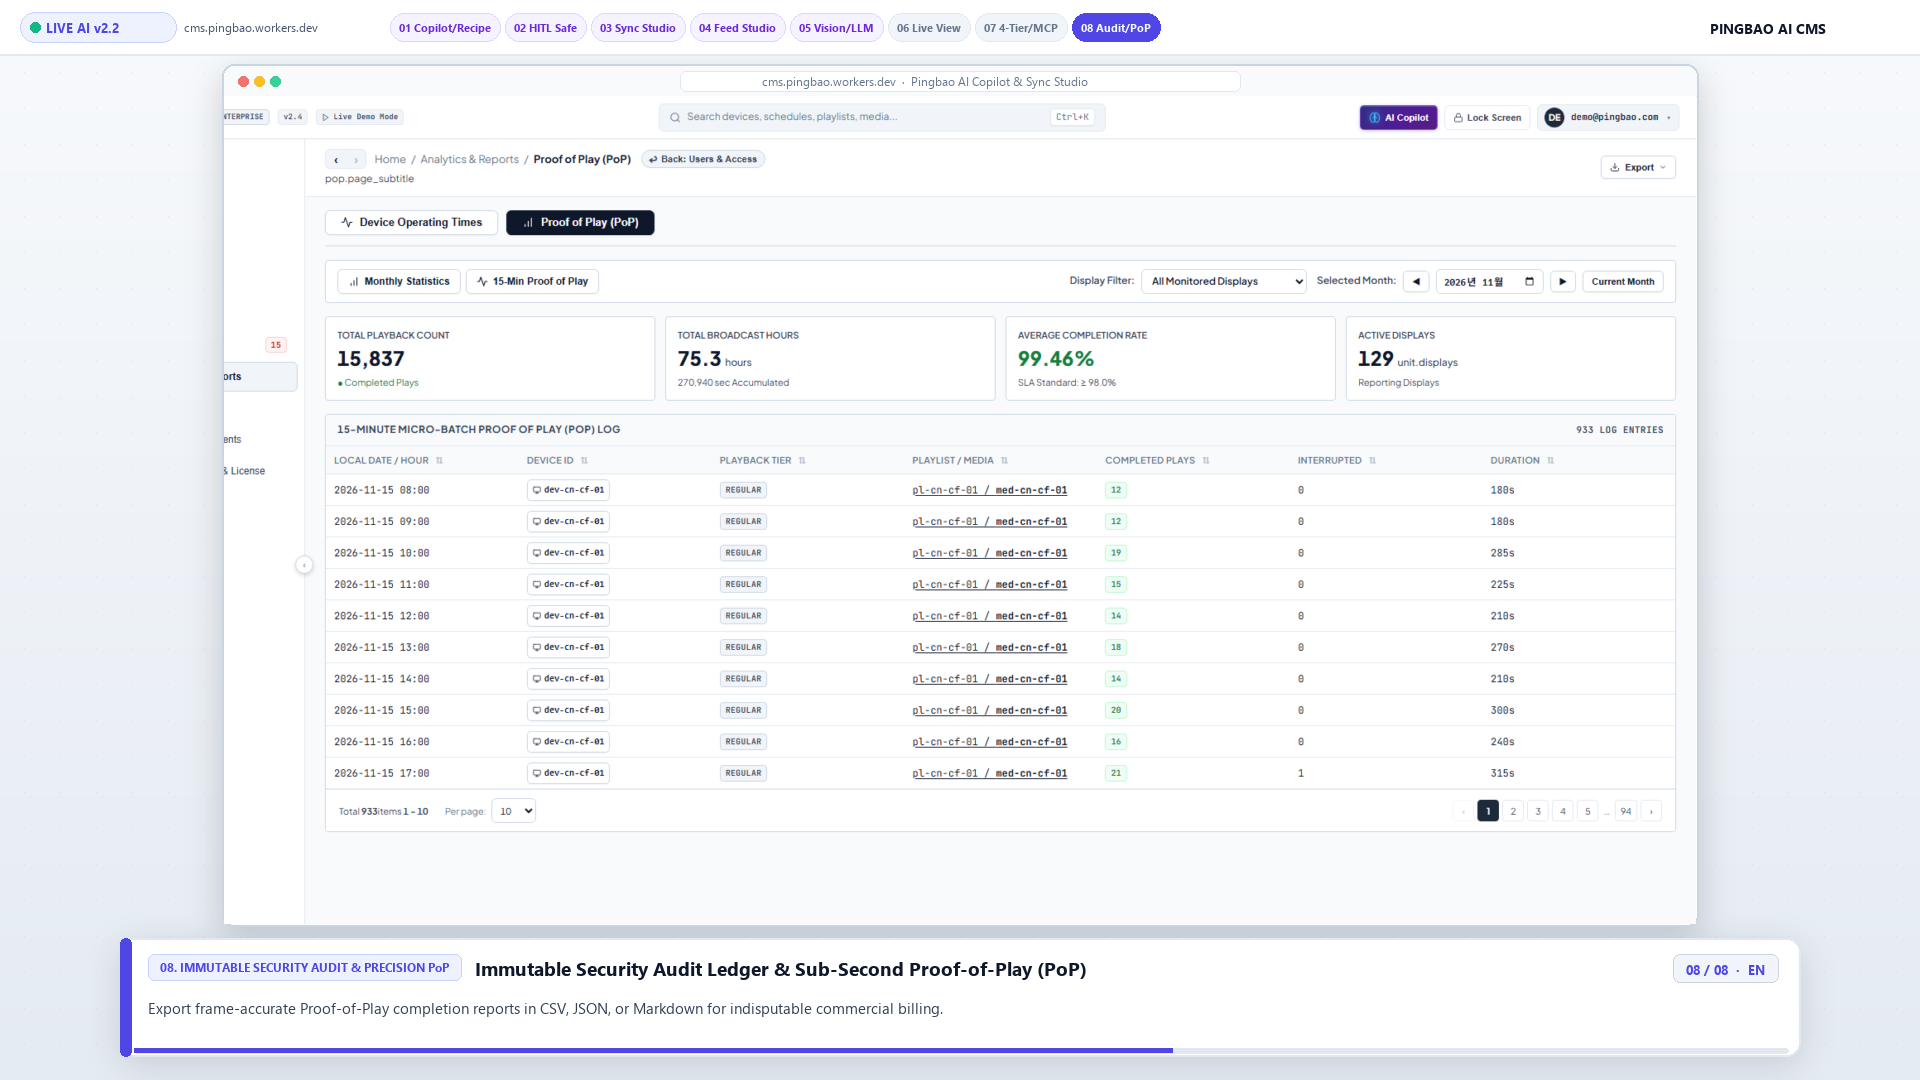 LIVE AI v2.2 cms.pingbao.workers.dev 01 Copilot/Recipe 02 HITL Safe 03 Sync Studio 04 Feed Studio 05 Vision/LLM 06 Live View 07 4-Tier/MCP 08 Audit/PoP PINGBAO AI CMS
cms.pingbao.workers.dev · Pingbao AI Copilot & Sync Studio
NTERPRISE v2.4 Live Demo Mode Search devices, schedules, playlists, media... Ctrl+K AI Copilot Lock Screen DE demo@pingbao.com
Home / Analytics & Reports / Proof of Play (PoP) Back: Users & Access
pop.page_subtitle
Export
Device Operating Times Proof of Play (PoP)
Monthly Statistics 15-Min Proof of Play Display Filter: All Monitored Displays Selected Month: 2026년 11월 Current Month
TOTAL PLAYBACK COUNT TOTAL BROADCAST HOURS AVERAGE COMPLETION RATE ACTIVE DISPLAYS
15,837 75.3 hours 99.46% 129 unit.displays
Completed Plays 270,940 sec Accumulated SLA Standard: ≥ 98.0% Reporting Displays
15
orts
ents
& License
15-MINUTE MICRO-BATCH PROOF OF PLAY (POP) LOG 933 LOG ENTRIES
LOCAL DATE / HOUR DEVICE ID PLAYBACK TIER PLAYLIST / MEDIA COMPLETED PLAYS INTERRUPTED DURATION
2026-11-15 08:00 dev-cn-cf-01 REGULAR pl-cn-cf-01 / med-cn-cf-01 12 0 180s
2026-11-15 09:00 dev-cn-cf-01 REGULAR pl-cn-cf-01 / med-cn-cf-01 12 0 180s
2026-11-15 10:00 dev-cn-cf-01 REGULAR pl-cn-cf-01 / med-cn-cf-01 19 0 285s
2026-11-15 11:00 dev-cn-cf-01 REGULAR pl-cn-cf-01 / med-cn-cf-01 15 0 225s
2026-11-15 12:00 dev-cn-cf-01 REGULAR pl-cn-cf-01 / med-cn-cf-01 14 0 210s
2026-11-15 13:00 dev-cn-cf-01 REGULAR pl-cn-cf-01 / med-cn-cf-01 18 0 270s
2026-11-15 14:00 dev-cn-cf-01 REGULAR pl-cn-cf-01 / med-cn-cf-01 14 0 210s
2026-11-15 15:00 dev-cn-cf-01 REGULAR pl-cn-cf-01 / med-cn-cf-01 20 0 300s
2026-11-15 16:00 dev-cn-cf-01 REGULAR pl-cn-cf-01 / med-cn-cf-01 16 0 240s
2026-11-15 17:00 dev-cn-cf-01 REGULAR pl-cn-cf-01 / med-cn-cf-01 21 1 315s
Total 933items 1 - 10 Per page: 10 1 2 3 4 5 ... 94
08. IMMUTABLE SECURITY AUDIT & PRECISION PoP Immutable Security Audit Ledger & Sub-Second Proof-of-Play (PoP) 08 / 08 · EN
Export frame-accurate Proof-of-Play completion reports in CSV, JSON, or Markdown for indisputable commercial billing.